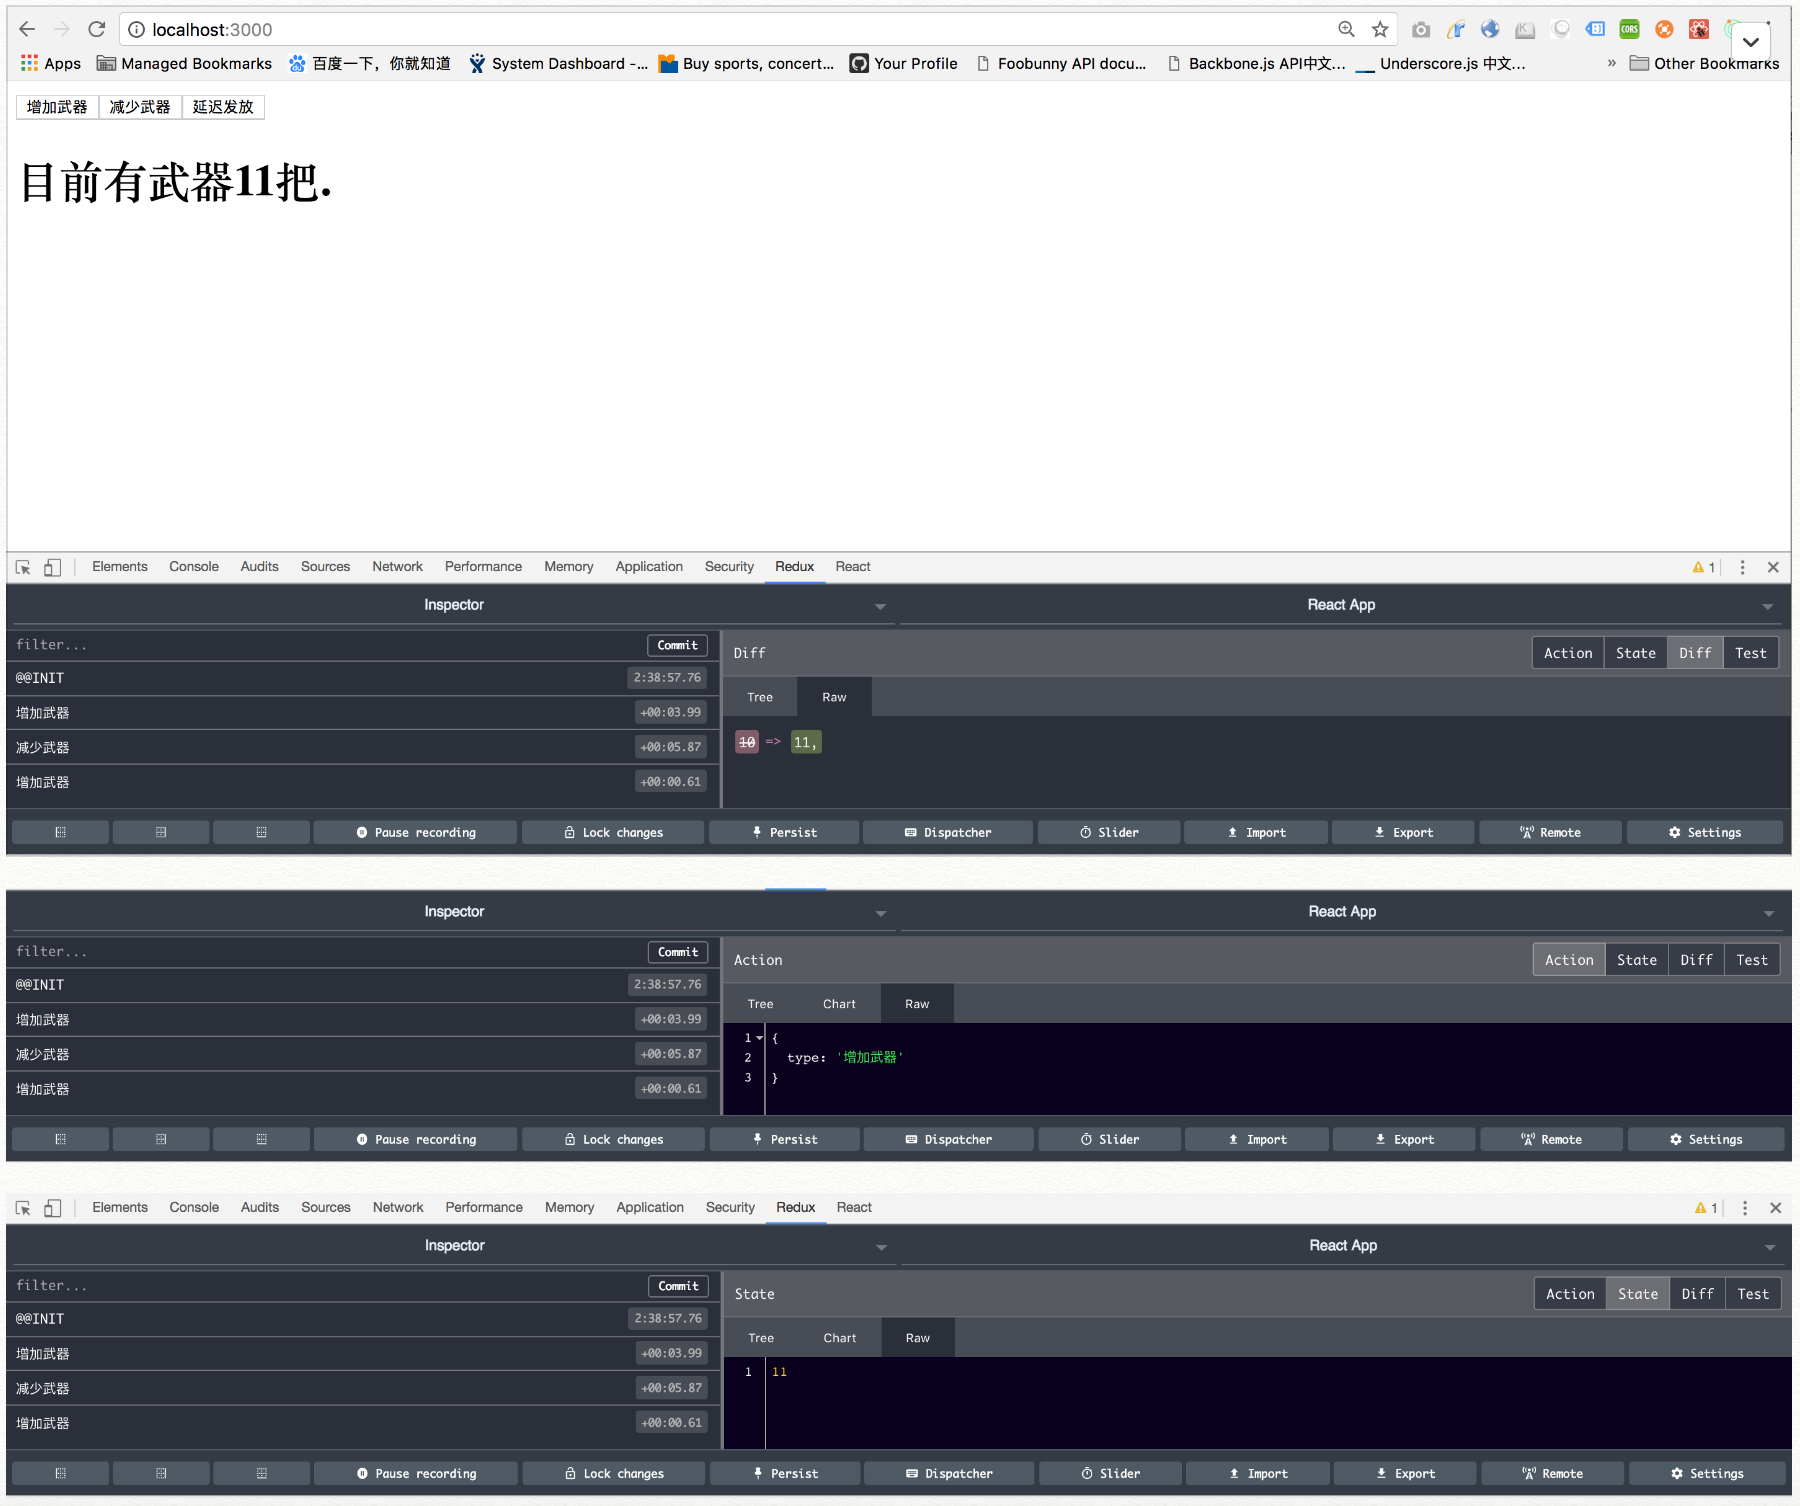 localhost:3000
Apps Managed Bookmarks 百度一下，你就知道 System Dashboard -... Buy sports, concert... Your Profile Foobunny API docu... Backbone.js API中文... Underscore.js 中文... » Other Bookmarks
增加武器 减少武器 延迟发放
目前有武器11把.
Elements Console Audits Sources Network Performance Memory Application Security Redux React 1
Inspector React App
filter... Commit Diff Action State Diff Test
@@INIT 2:38:57.76 Tree Raw
增加武器 +00:03.99
减少武器 +00:05.87 10 => 11,
增加武器 +00:00.61
Pause recording Lock changes Persist Dispatcher Slider Import Export Remote Settings
Inspector React App
filter... Commit Action Action State Diff Test
@@INIT 2:38:57.76 Tree Chart Raw
增加武器 +00:03.99 1 {
减少武器 +00:05.87 2 type: '增加武器'
增加武器 +00:00.61 3 }
Pause recording Lock changes Persist Dispatcher Slider Import Export Remote Settings
Elements Console Audits Sources Network Performance Memory Application Security Redux React 1
Inspector React App
filter... Commit State Action State Diff Test
@@INIT 2:38:57.76 Tree Chart Raw
增加武器 +00:03.99 1 11
减少武器 +00:05.87
增加武器 +00:00.61
Pause recording Lock changes Persist Dispatcher Slider Import Export Remote Settings